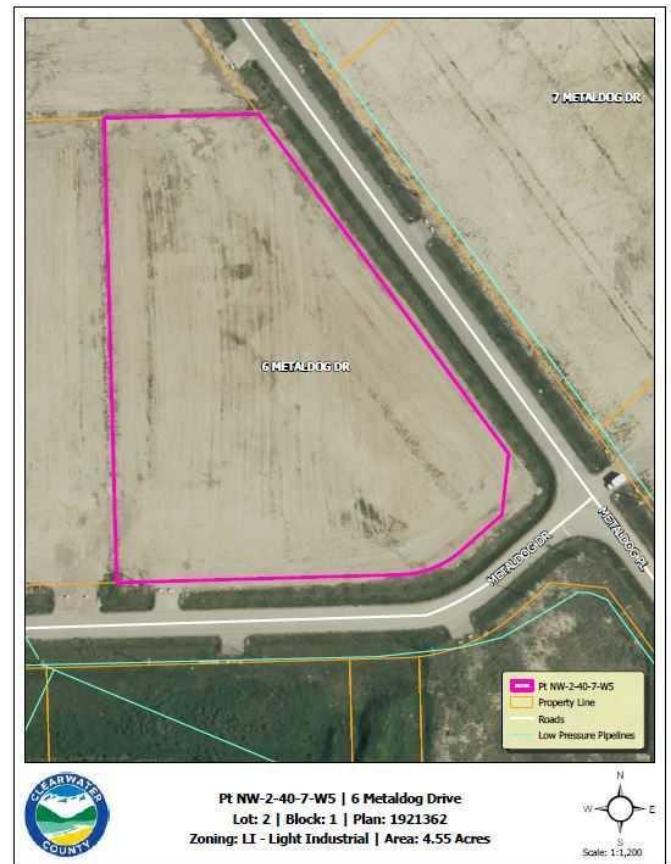 7 METALDOG DR
6 METALDOG DR
METALDOG DR
METALDOG PL
Pt NW-2-40-7-W5
Property Line
Roads
Low Pressure Pipelines
CLEARWATER
COUNTY
Pt NW-2-40-7-W5 | 6 Metaldog Drive
Lot: 2 | Block: 1 | Plan: 1921362
Zoning: LI - Light Industrial | Area: 4.55 Acres
N
W
E
S
Scale: 1:1,200